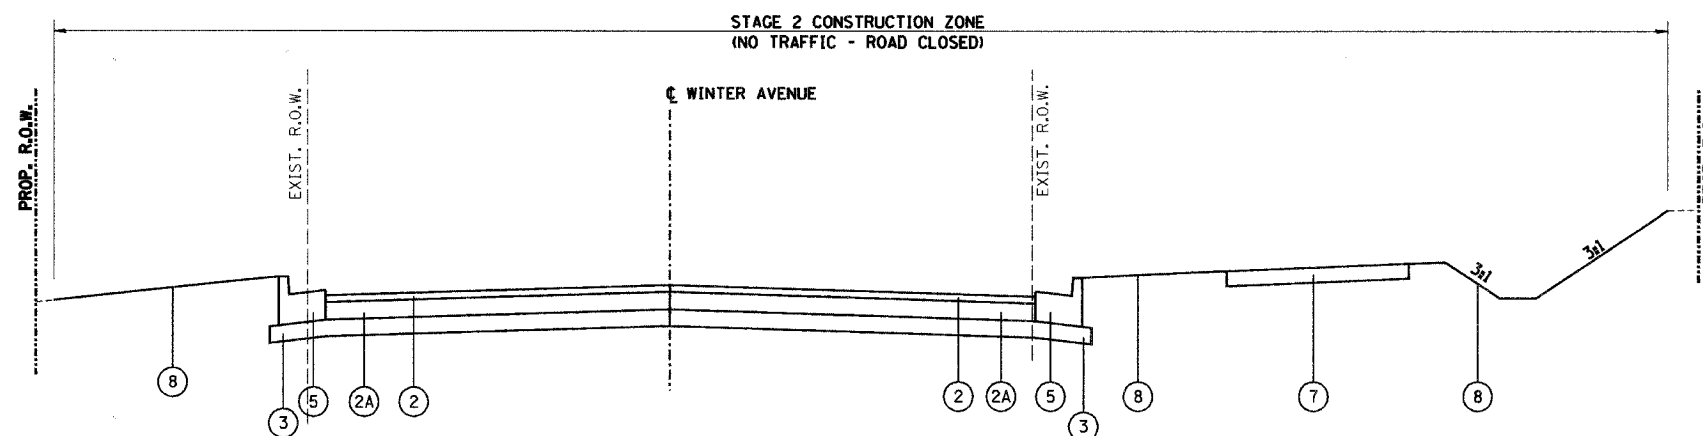 STAGE 2 CONSTRUCTION ZONE
(NO TRAFFIC - ROAD CLOSED)
℄ WINTER AVENUE
PROP. R.O.W.
EXIST. R.O.W.
EXIST. R.O.W.
3:1
3:1
8
3
5
2A
2
2
2A
5
3
8
7
8